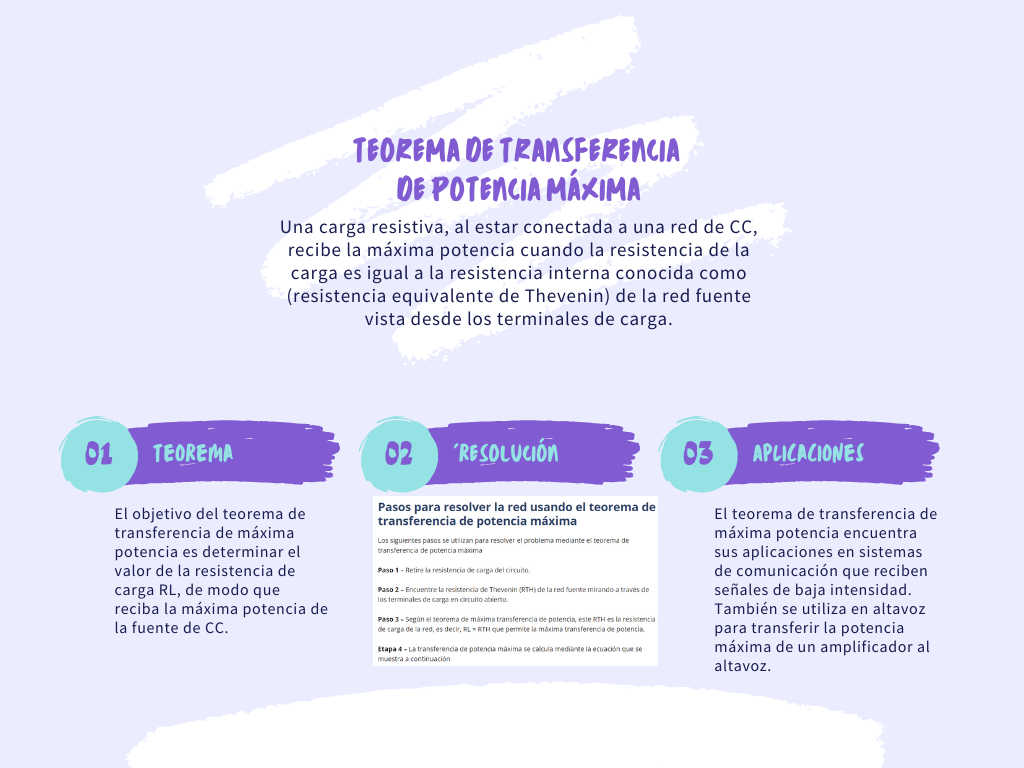 TEOREMA DE TRANSFERENCIA
DE POTENCIA MÁXIMA
Una carga resistiva, al estar conectada a una red de CC,
recibe la máxima potencia cuando la resistencia de la
carga es igual a la resistencia interna conocida como
(resistencia equivalente de Thevenin) de la red fuente
vista desde los terminales de carga.
01 TEOREMA
El objetivo del teorema de
transferencia de máxima
potencia es determinar el
valor de la resistencia de
carga RL, de modo que
reciba la máxima potencia de
la fuente de CC.
02 ´RESOLUCIÓN
Pasos para resolver la red usando el teorema de
transferencia de potencia máxima
Los siguientes pasos se utilizan para resolver el problema mediante el teorema de
transferencia de potencia máxima
Paso 1 – Retire la resistencia de carga del circuito.
Paso 2 – Encuentre la resistencia de Thevenin (RTH) de la red fuente mirando a través de
los terminales de carga en circuito abierto.
Paso 3 – Según el teorema de máxima transferencia de potencia, este RTH es la resistencia
de carga de la red, es decir, RL = RTH que permite la máxima transferencia de potencia.
Etapa 4 – La transferencia de potencia máxima se calcula mediante la ecuación que se
muestra a continuación
03 APLICACIONES
El teorema de transferencia de
máxima potencia encuentra
sus aplicaciones en sistemas
de comunicación que reciben
señales de baja intensidad.
También se utiliza en altavoz
para transferir la potencia
máxima de un amplificador al
altavoz.